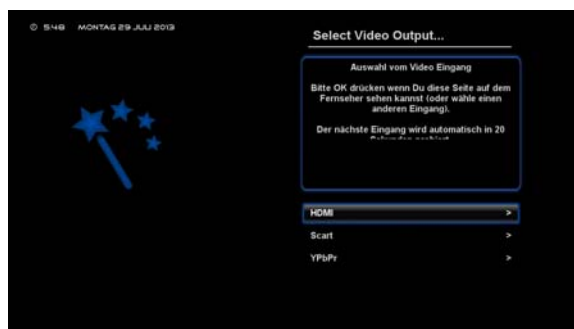 5:48 MONTAG 29 JULI 2013
Select Video Output...
Auswahl vom Video Eingang
Bitte OK drücken wenn Du diese Seite auf dem
Fernseher sehen kannst (oder wähle einen
anderen Eingang).
Der nächste Eingang wird automatisch in 20
HDMI >
Scart >
YPbPr >